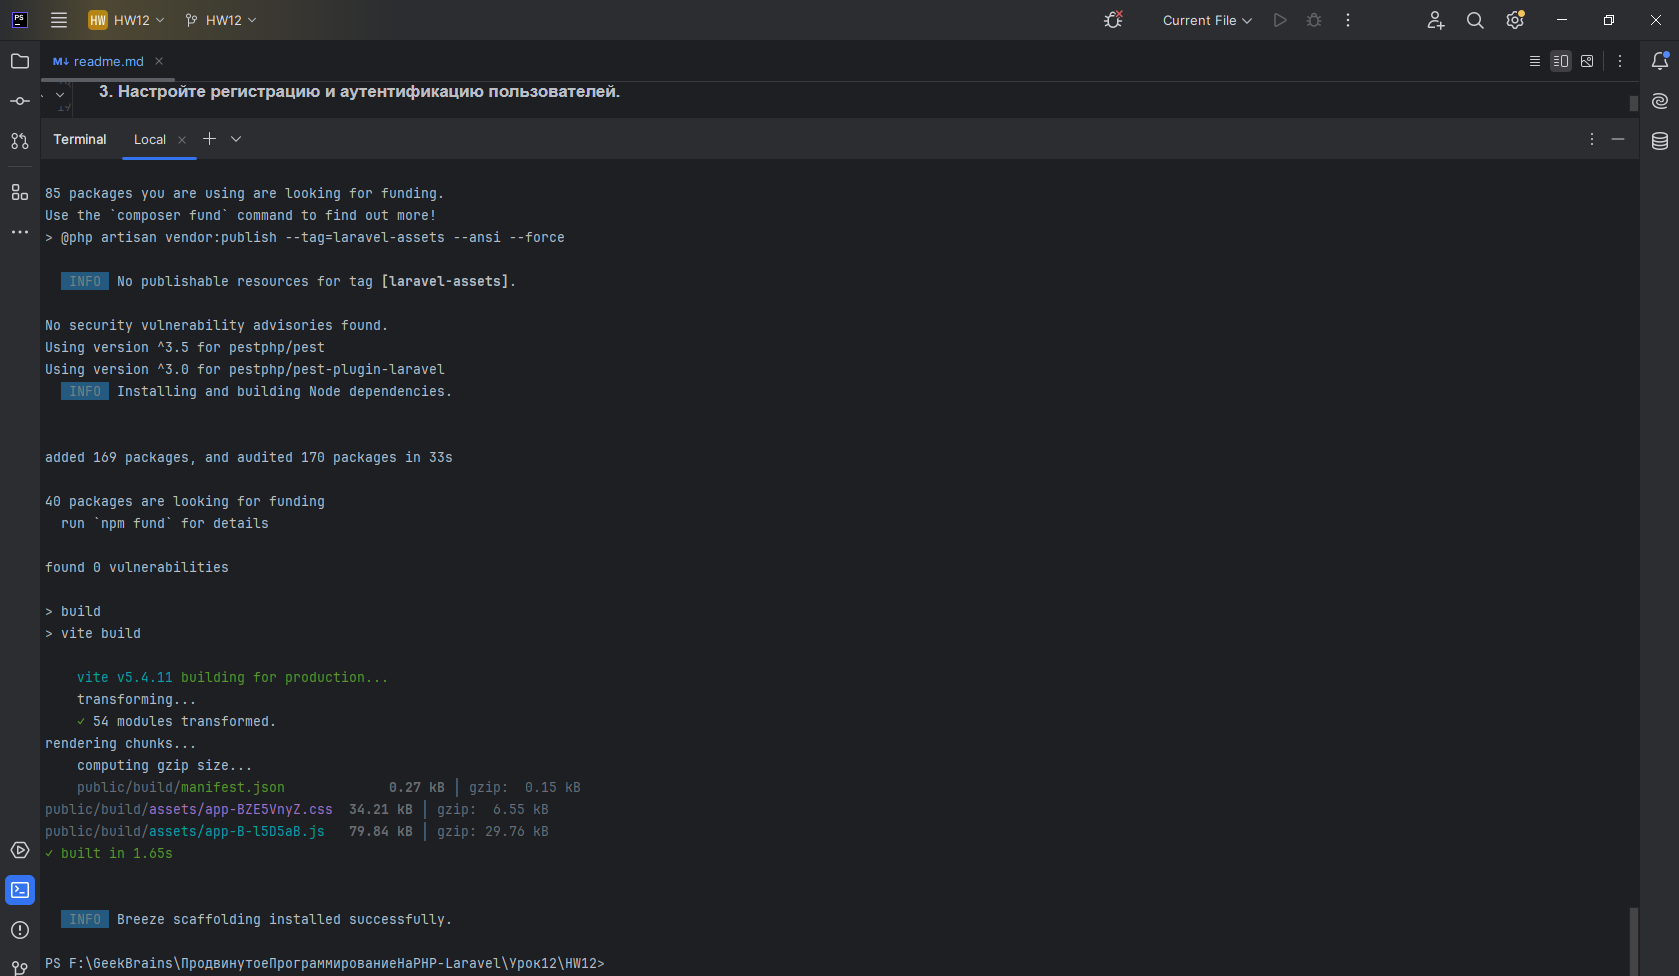 PS
HW HW12 HW12 Current File
M↓ readme.md
3. Настройте регистрацию и аутентификацию пользователей.
Terminal Local
85 packages you are using are looking for funding.
Use the `composer fund` command to find out more!
> @php artisan vendor:publish --tag=laravel-assets --ansi --force
INFO No publishable resources for tag [laravel-assets].
No security vulnerability advisories found.
Using version ^3.5 for pestphp/pest
Using version ^3.0 for pestphp/pest-plugin-laravel
INFO Installing and building Node dependencies.
added 169 packages, and audited 170 packages in 33s
40 packages are looking for funding
run `npm fund` for details
found 0 vulnerabilities
> build
> vite build
vite v5.4.11 building for production...
transforming...
✓ 54 modules transformed.
rendering chunks...
computing gzip size...
public/build/manifest.json 0.27 kB │ gzip: 0.15 kB
public/build/assets/app-BZE5VnyZ.css 34.21 kB │ gzip: 6.55 kB
public/build/assets/app-B-l5D5aB.js 79.84 kB │ gzip: 29.76 kB
✓ built in 1.65s
INFO Breeze scaffolding installed successfully.
PS F:\GeekBrains\ПродвинутоеПрограммированиеНаPHP-Laravel\Урок12\HW12>